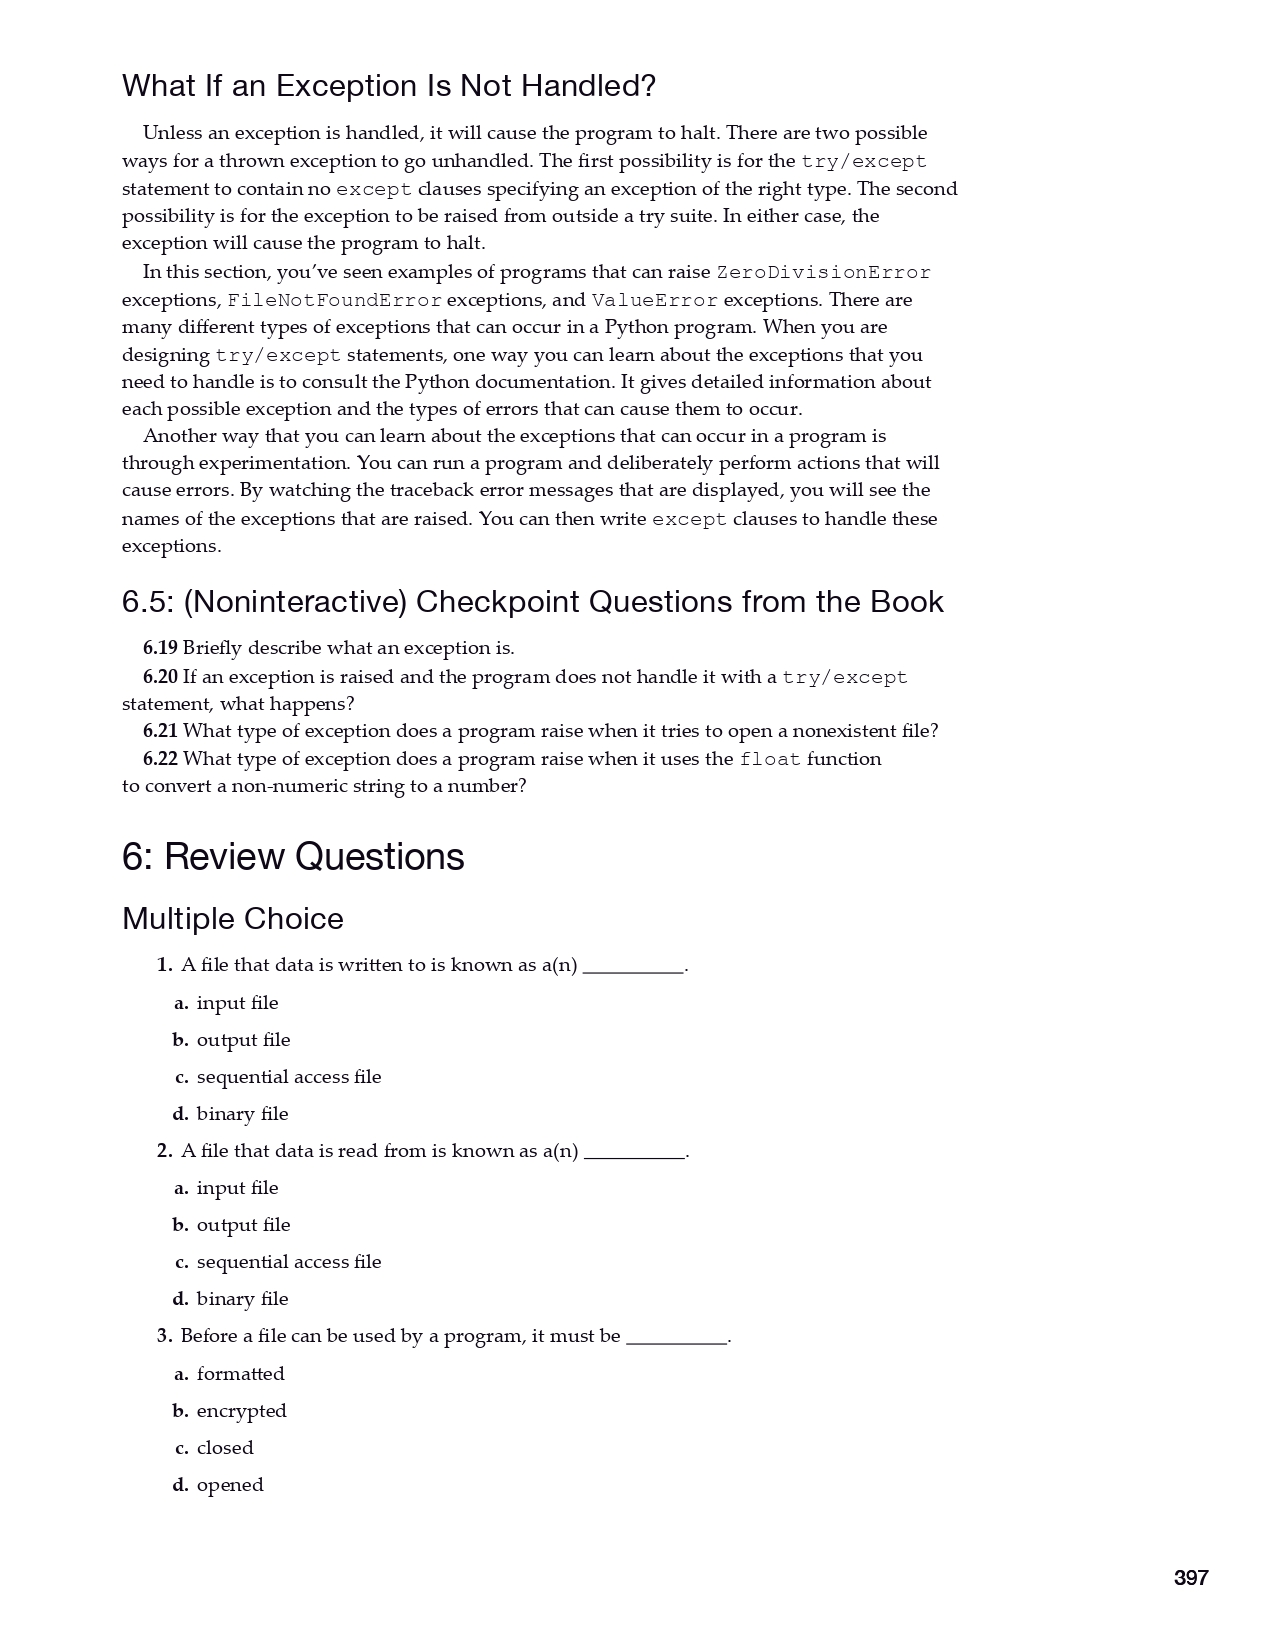 What If an Exception Is Not Handled?
Unless an exception is handled, it will cause the program to halt. There are two possible
ways for a thrown exception to go unhandled. The first possibility is for the try/except
statement to contain no except clauses specifying an exception of the right type. The second
possibility is for the exception to be raised from outside a try suite. In either case, the
exception will cause the program to halt.
In this section, you’ve seen examples of programs that can raise ZeroDivisionError
exceptions, FileNotFoundError exceptions, and ValueError exceptions. There are
many different types of exceptions that can occur in a Python program. When you are
designing try/except statements, one way you can learn about the exceptions that you
need to handle is to consult the Python documentation. It gives detailed information about
each possible exception and the types of errors that can cause them to occur.
Another way that you can learn about the exceptions that can occur in a program is
through experimentation. You can run a program and deliberately perform actions that will
cause errors. By watching the traceback error messages that are displayed, you will see the
names of the exceptions that are raised. You can then write except clauses to handle these
exceptions.
6.5: (Noninteractive) Checkpoint Questions from the Book
6.19 Briefly describe what an exception is.
6.20 If an exception is raised and the program does not handle it with a try/except
statement, what happens?
6.21 What type of exception does a program raise when it tries to open a nonexistent file?
6.22 What type of exception does a program raise when it uses the float function
to convert a non-numeric string to a number?
6: Review Questions
Multiple Choice
1. A file that data is written to is known as a(n) __________.
a. input file
b. output file
c. sequential access file
d. binary file
2. A file that data is read from is known as a(n) __________.
a. input file
b. output file
c. sequential access file
d. binary file
3. Before a file can be used by a program, it must be __________.
a. formatted
b. encrypted
c. closed
d. opened
397